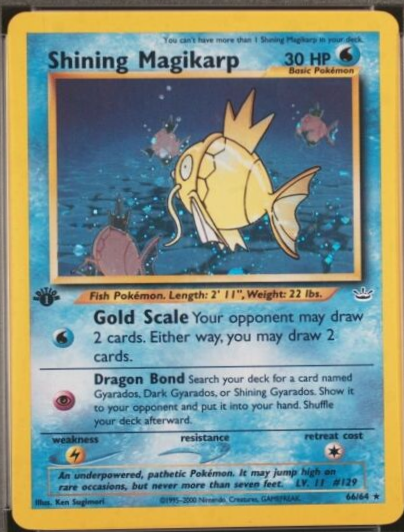 You can't have more than 1 Shining Magikarp in your deck.
Shining Magikarp 30 HP
Basic Pokémon
Fish Pokémon. Length: 2' 11", Weight: 22 lbs.
Gold Scale Your opponent may draw
2 cards. Either way, you may draw 2
cards.
Dragon Bond Search your deck for a card named
Gyarados, Dark Gyarados, or Shining Gyarados. Show it
to your opponent and put it into your hand. Shuffle
your deck afterward.
weakness resistance retreat cost
An underpowered, pathetic Pokémon. It may jump high on
rare occasions, but never more than seven feet. LV. 11 #129
Illus. Ken Sugimori ©1995-2000 Nintendo, Creatures, GAMEFREAK. 66/64 ★